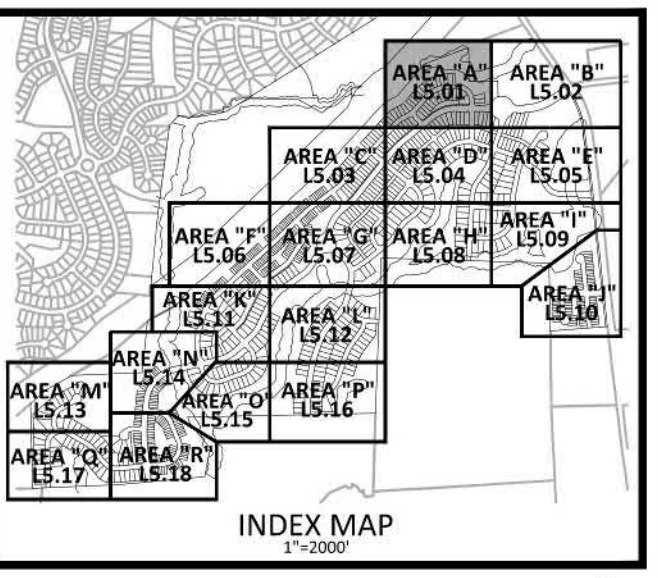 AREA "A"
L5.01
AREA "B"
L5.02
AREA "C"
L5.03
AREA "D"
L5.04
AREA "E"
L5.05
AREA "F"
L5.06
AREA "G"
L5.07
AREA "H"
L5.08
AREA "I"
L5.09
AREA "J"
L5.10
AREA "K"
L5.11
AREA "L"
L5.12
AREA "M"
L5.13
AREA "N"
L5.14
AREA "O"
L5.15
AREA "P"
L5.16
AREA "Q"
L5.17
AREA "R"
L5.18
INDEX MAP
1"=2000'